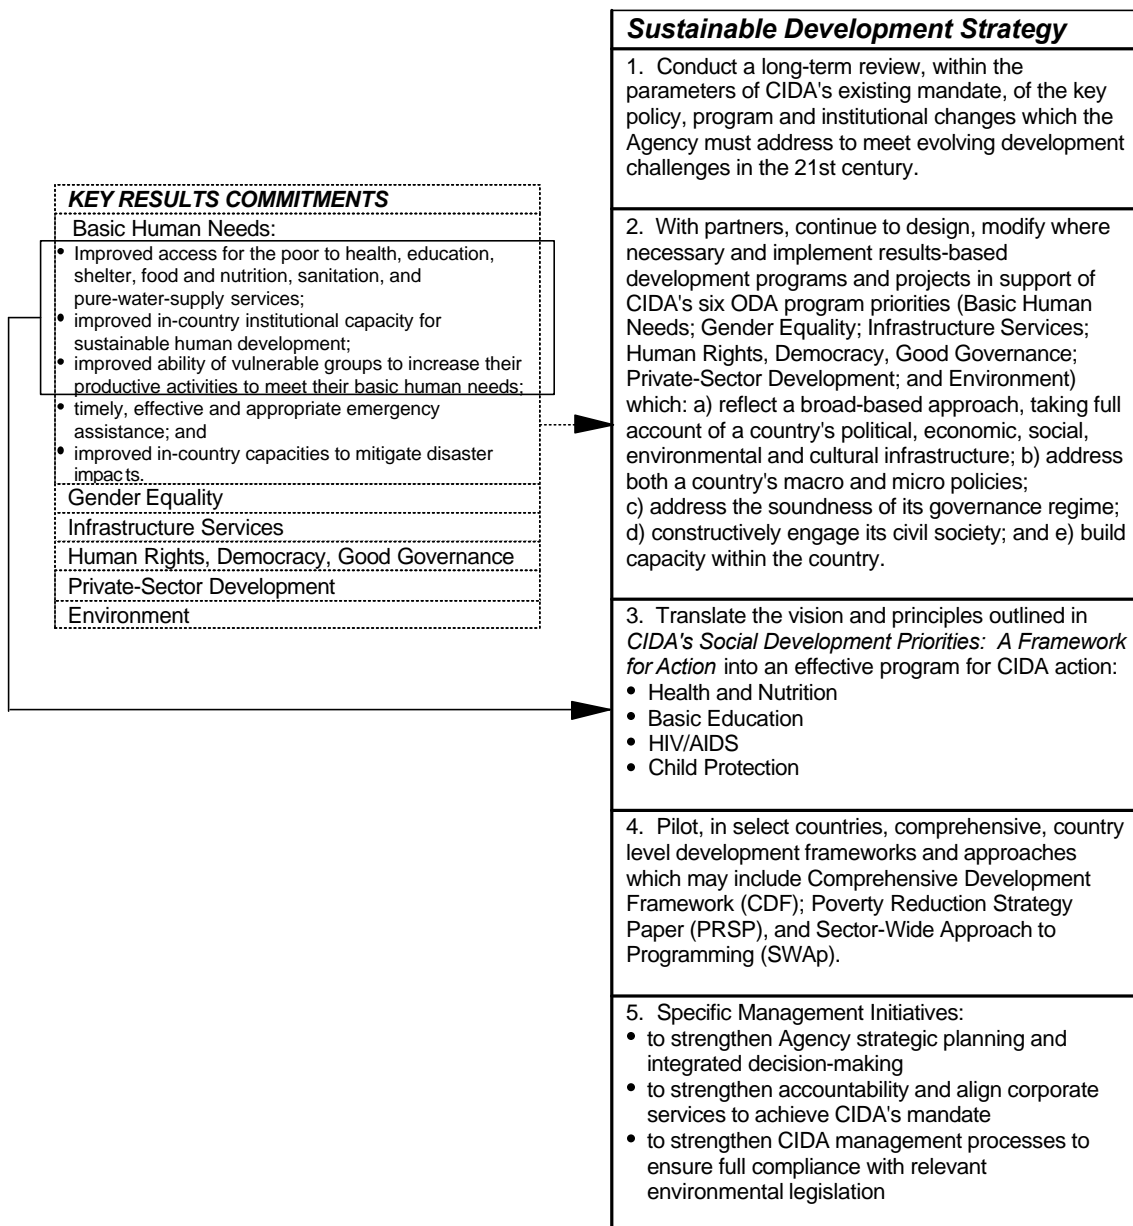 KEY RESULTS COMMITMENTS
Basic Human Needs:
• Improved access for the poor to health, education,
shelter, food and nutrition, sanitation, and
pure-water-supply services;
• improved in-country institutional capacity for
sustainable human development;
• improved ability of vulnerable groups to increase their
productive activities to meet their basic human needs;
• timely, effective and appropriate emergency
assistance; and
• improved in-country capacities to mitigate disaster
impacts.
Gender Equality
Infrastructure Services
Human Rights, Democracy, Good Governance
Private-Sector Development
Environment
Sustainable Development Strategy
1. Conduct a long-term review, within the
parameters of CIDA's existing mandate, of the key
policy, program and institutional changes which the
Agency must address to meet evolving development
challenges in the 21st century.
2. With partners, continue to design, modify where
necessary and implement results-based
development programs and projects in support of
CIDA's six ODA program priorities (Basic Human
Needs; Gender Equality; Infrastructure Services;
Human Rights, Democracy, Good Governance;
Private-Sector Development; and Environment)
which: a) reflect a broad-based approach, taking full
account of a country's political, economic, social,
environmental and cultural infrastructure; b) address
both a country's macro and micro policies;
c) address the soundness of its governance regime;
d) constructively engage its civil society; and e) build
capacity within the country.
3. Translate the vision and principles outlined in
CIDA's Social Development Priorities: A Framework
for Action into an effective program for CIDA action:
• Health and Nutrition
• Basic Education
• HIV/AIDS
• Child Protection
4. Pilot, in select countries, comprehensive, country
level development frameworks and approaches
which may include Comprehensive Development
Framework (CDF); Poverty Reduction Strategy
Paper (PRSP), and Sector-Wide Approach to
Programming (SWAp).
5. Specific Management Initiatives:
• to strengthen Agency strategic planning and
integrated decision-making
• to strengthen accountability and align corporate
services to achieve CIDA's mandate
• to strengthen CIDA management processes to
ensure full compliance with relevant
environmental legislation